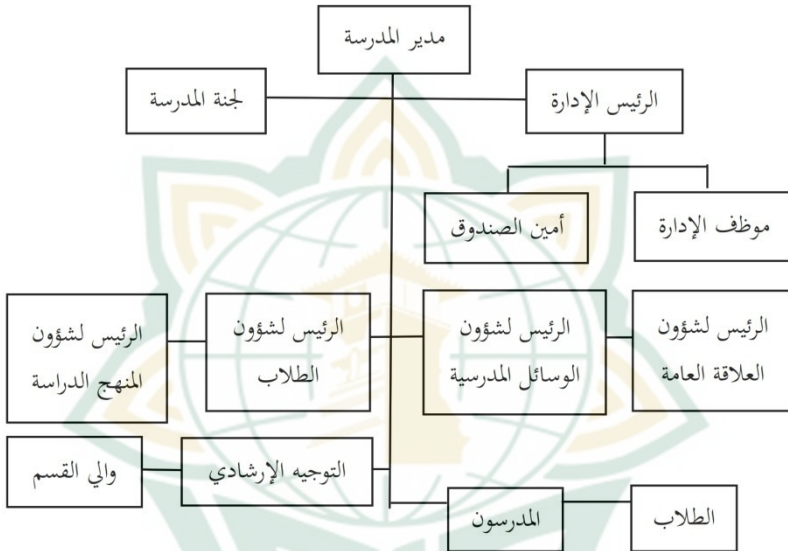 مدير المدرسة
الرئيس الإدارة
لجنة المدرسة
موظف الإدارة
أمين الصندوق
الرئيس لشؤون
العلاقة العامة
الرئيس لشؤون
الوسائل المدرسية
الرئيس لشؤون
الطلاب
الرئيس لشؤون
المنهج الدراسة
التوجيه الإرشادي
والي القسم
الطلاب
المدرسون